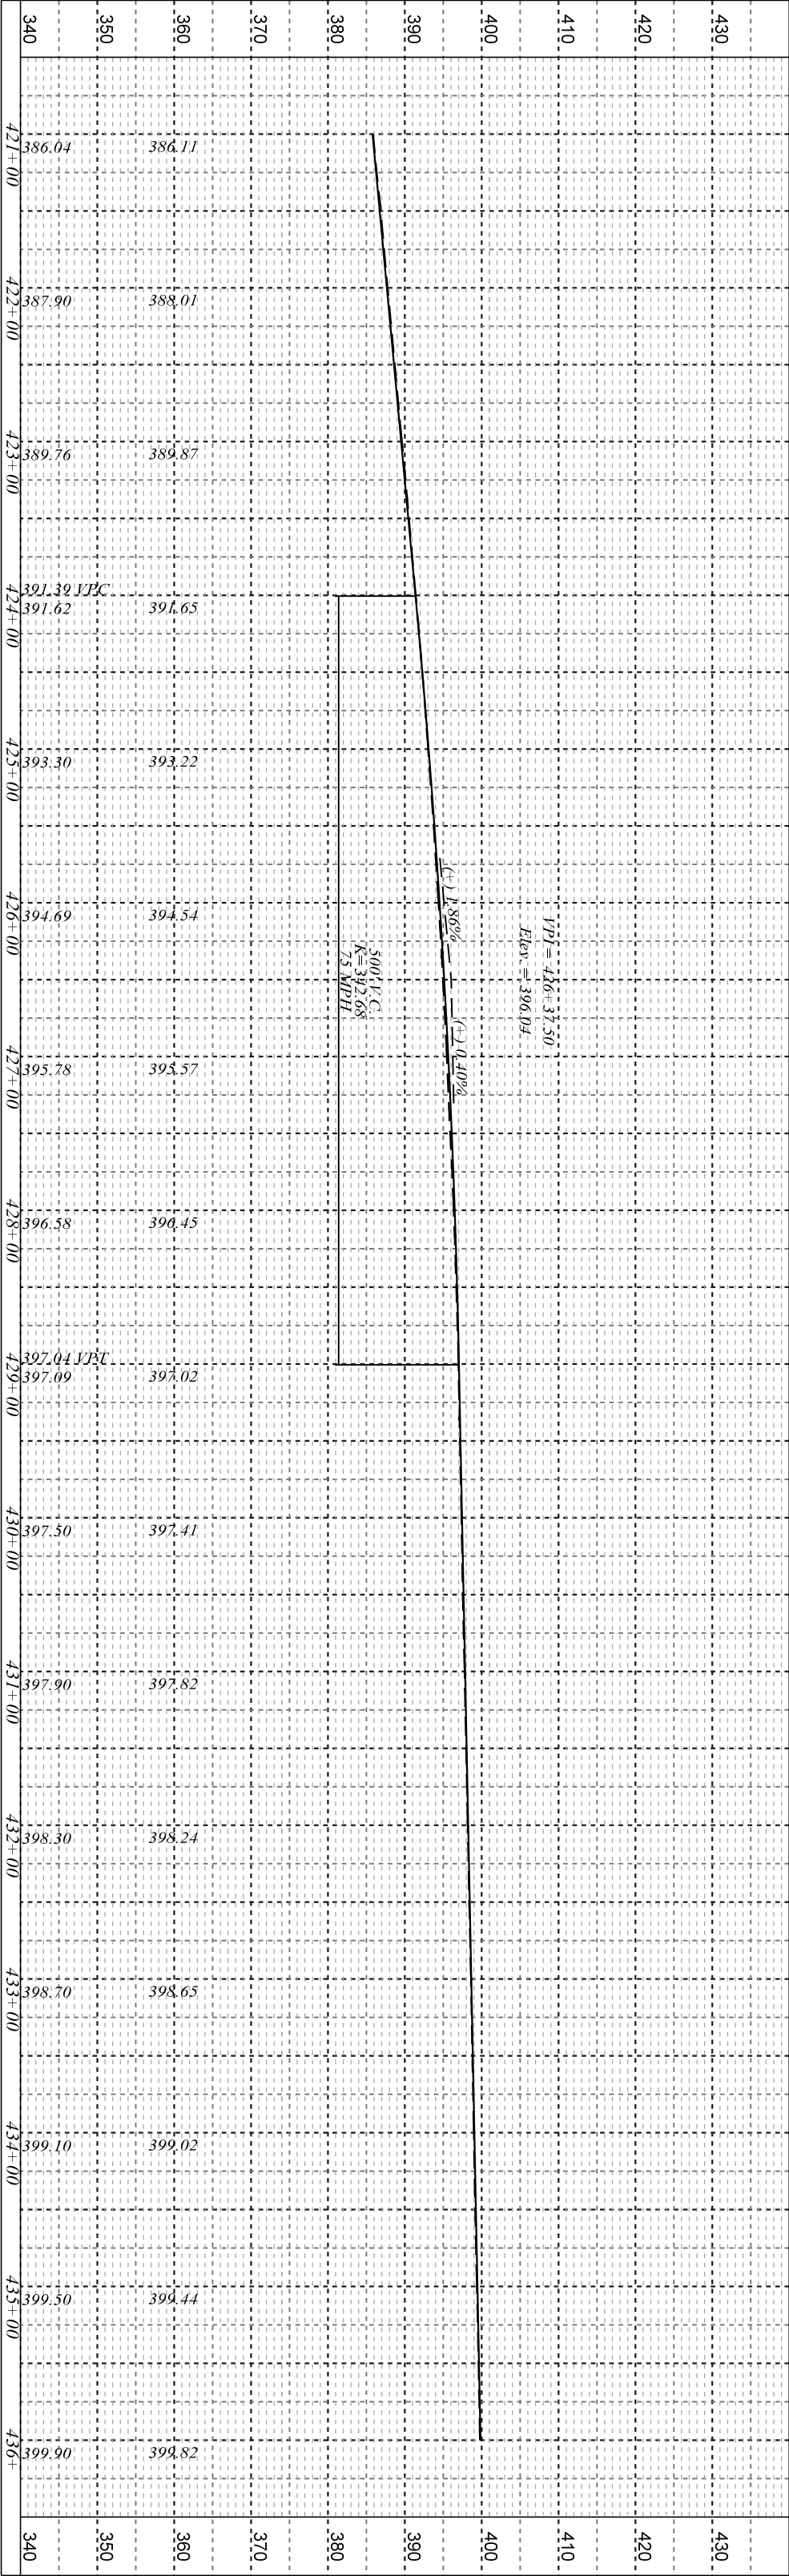 340 350 360 370 380 390 400 410 420 430
421+00 386.04 386.11
422+00 387.90 388.01
423+00 389.76 389.87
391.39 VPC
424+00 391.62 391.65
425+00 393.30 393.22
426+00 394.69 394.54
(+) 1.86%
VPI = 426+37.50
Elev. = 396.04
500' V.C.
K=342.68
75 MPH
(+) 0.40%
427+00 395.78 395.57
428+00 396.58 396.45
397.04 VPT
429+00 397.09 397.02
430+00 397.50 397.41
431+00 397.90 397.82
432+00 398.30 398.24
433+00 398.70 398.65
434+00 399.10 399.02
435+00 399.50 399.44
436+ 399.90 399.82
340 350 360 370 380 390 400 410 420 430